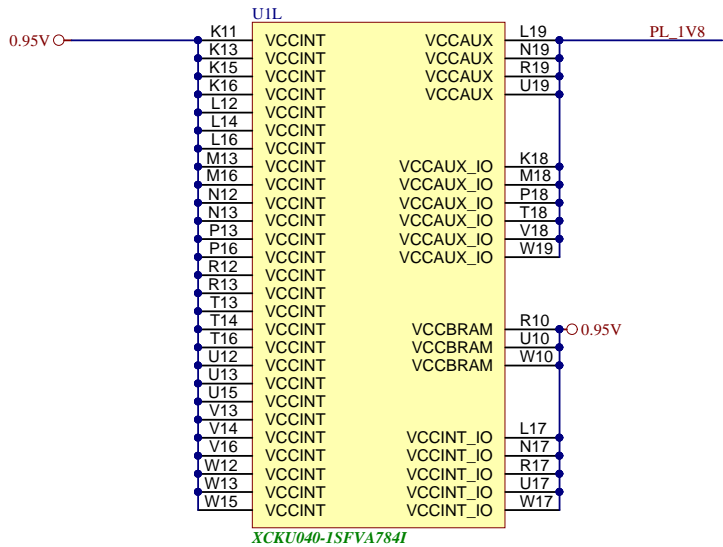 U1L
0.95V K11 VCCINT VCCAUX L19 PL_1V8
K13 VCCINT VCCAUX N19
K15 VCCINT VCCAUX R19
K16 VCCINT VCCAUX U19
L12 VCCINT
L14 VCCINT
L16 VCCINT
M13 VCCINT VCCAUX_IO K18
M16 VCCINT VCCAUX_IO M18
N12 VCCINT VCCAUX_IO P18
N13 VCCINT VCCAUX_IO T18
P13 VCCINT VCCAUX_IO V18
P16 VCCINT VCCAUX_IO W19
R12 VCCINT
R13 VCCINT
T13 VCCINT
T14 VCCINT VCCBRAM R10 0.95V
T16 VCCINT VCCBRAM U10
U12 VCCINT VCCBRAM W10
U13 VCCINT
U15 VCCINT
V13 VCCINT
V14 VCCINT VCCINT_IO L17
V16 VCCINT VCCINT_IO N17
W12 VCCINT VCCINT_IO R17
W13 VCCINT VCCINT_IO U17
W15 VCCINT VCCINT_IO W17
XCKU040-1SFVA784I